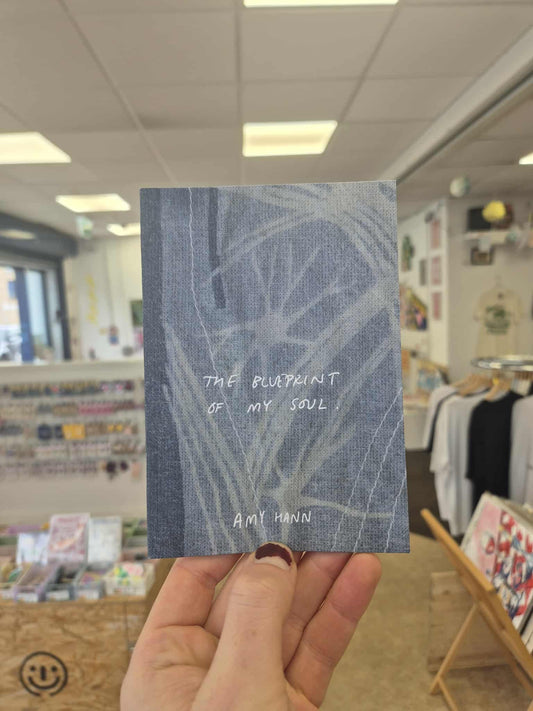 THE BLUEPRINT
OF MY SOUL.
AMY HANN